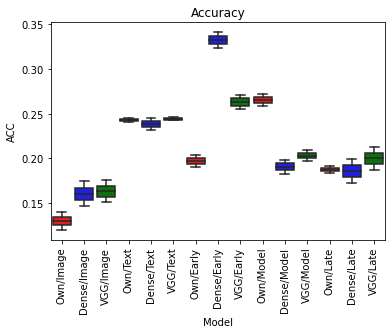 Accuracy
0.35
0.30
0.25
0.20
0.15
ACC
Own/Image
Dense/Image
VGG/Image
Own/Text
Dense/Text
VGG/Text
Own/Early
Dense/Early
VGG/Early
Own/Model
Dense/Model
VGG/Model
Own/Late
Dense/Late
VGG/Late
Model